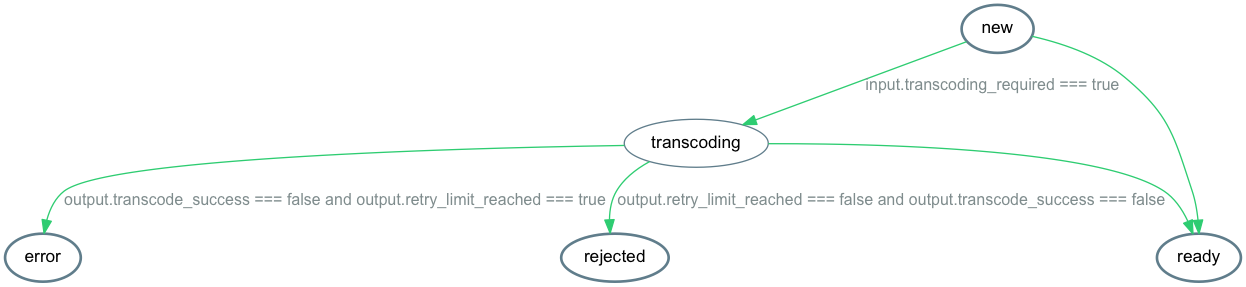 new
input.transcoding_required === true
transcoding
output.transcode_success === false and output.retry_limit_reached === true
output.retry_limit_reached === false and output.transcode_success === false
error
rejected
ready